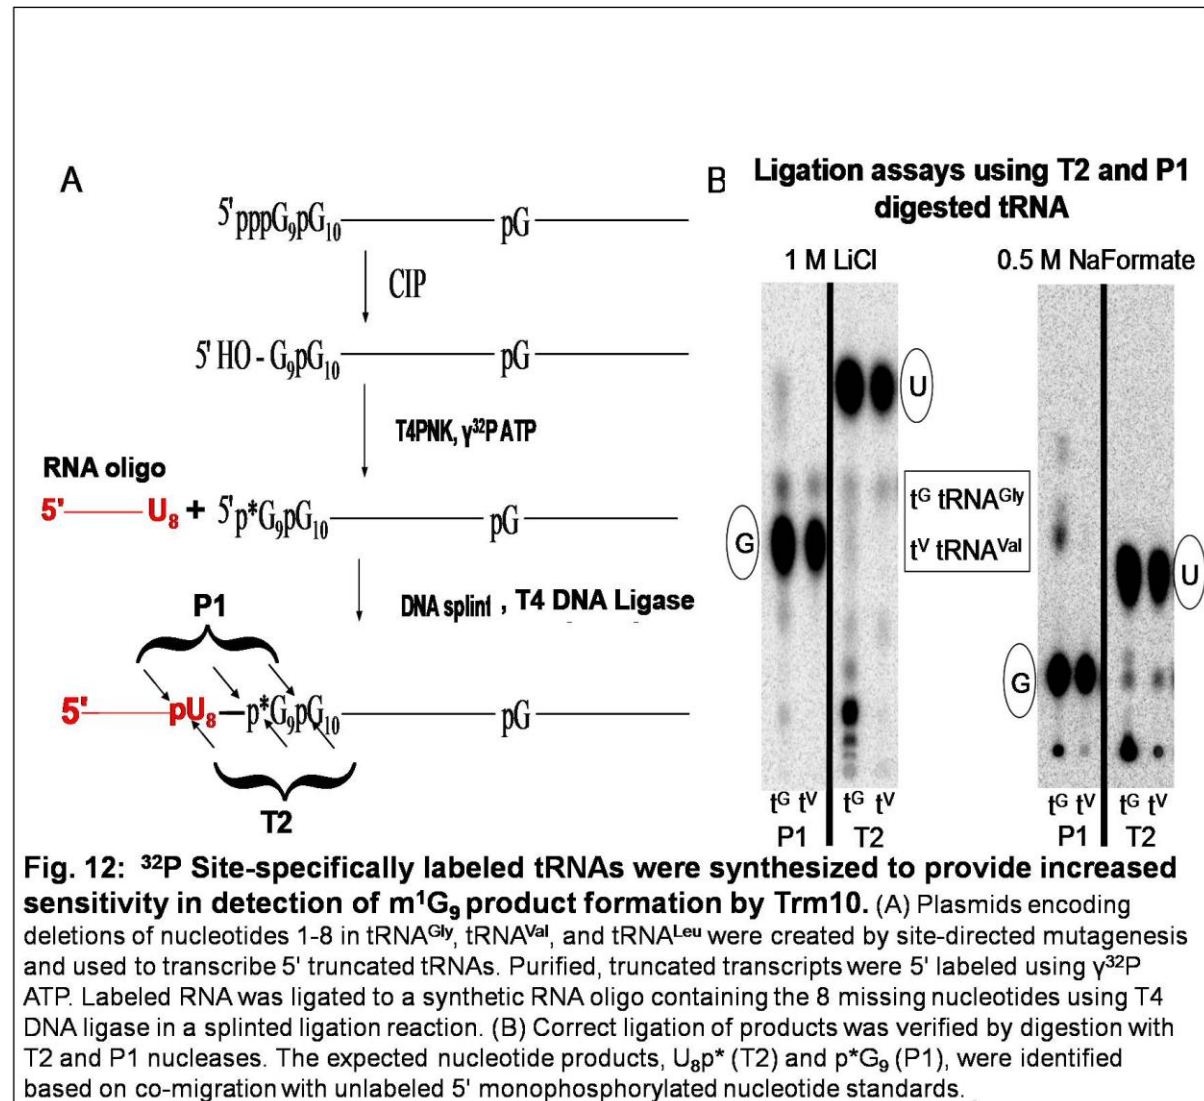 A
5'pppG₉pG₁₀ pG
CIP
5' HO - G₉pG₁₀ pG
T4PNK, γ³²P ATP
RNA oligo
5' U₈ + 5'p*G₉pG₁₀ pG
DNA splint , T4 DNA Ligase
P1
5' pU₈ p*G₉pG₁₀ pG
T2
B
Ligation assays using T2 and P1
digested tRNA
1 M LiCl
0.5 M NaFormate
U
G
tᴳ tRNAᴳˡʸ
tⱽ tRNAⱽᵃˡ
U
G
tᴳ tⱽ tᴳ tⱽ
P1 T2
tᴳ tⱽ tᴳ tⱽ
P1 T2
Fig. 12: ³²P Site-specifically labeled tRNAs were synthesized to provide increased
sensitivity in detection of m¹G₉ product formation by Trm10. (A) Plasmids encoding
deletions of nucleotides 1-8 in tRNAᴳˡʸ, tRNAⱽᵃˡ, and tRNAᴸᵉᵘ were created by site-directed mutagenesis
and used to transcribe 5' truncated tRNAs. Purified, truncated transcripts were 5' labeled using γ³²P
ATP. Labeled RNA was ligated to a synthetic RNA oligo containing the 8 missing nucleotides using T4
DNA ligase in a splinted ligation reaction. (B) Correct ligation of products was verified by digestion with
T2 and P1 nucleases. The expected nucleotide products, U₈p* (T2) and p*G₉ (P1), were identified
based on co-migration with unlabeled 5' monophosphorylated nucleotide standards.